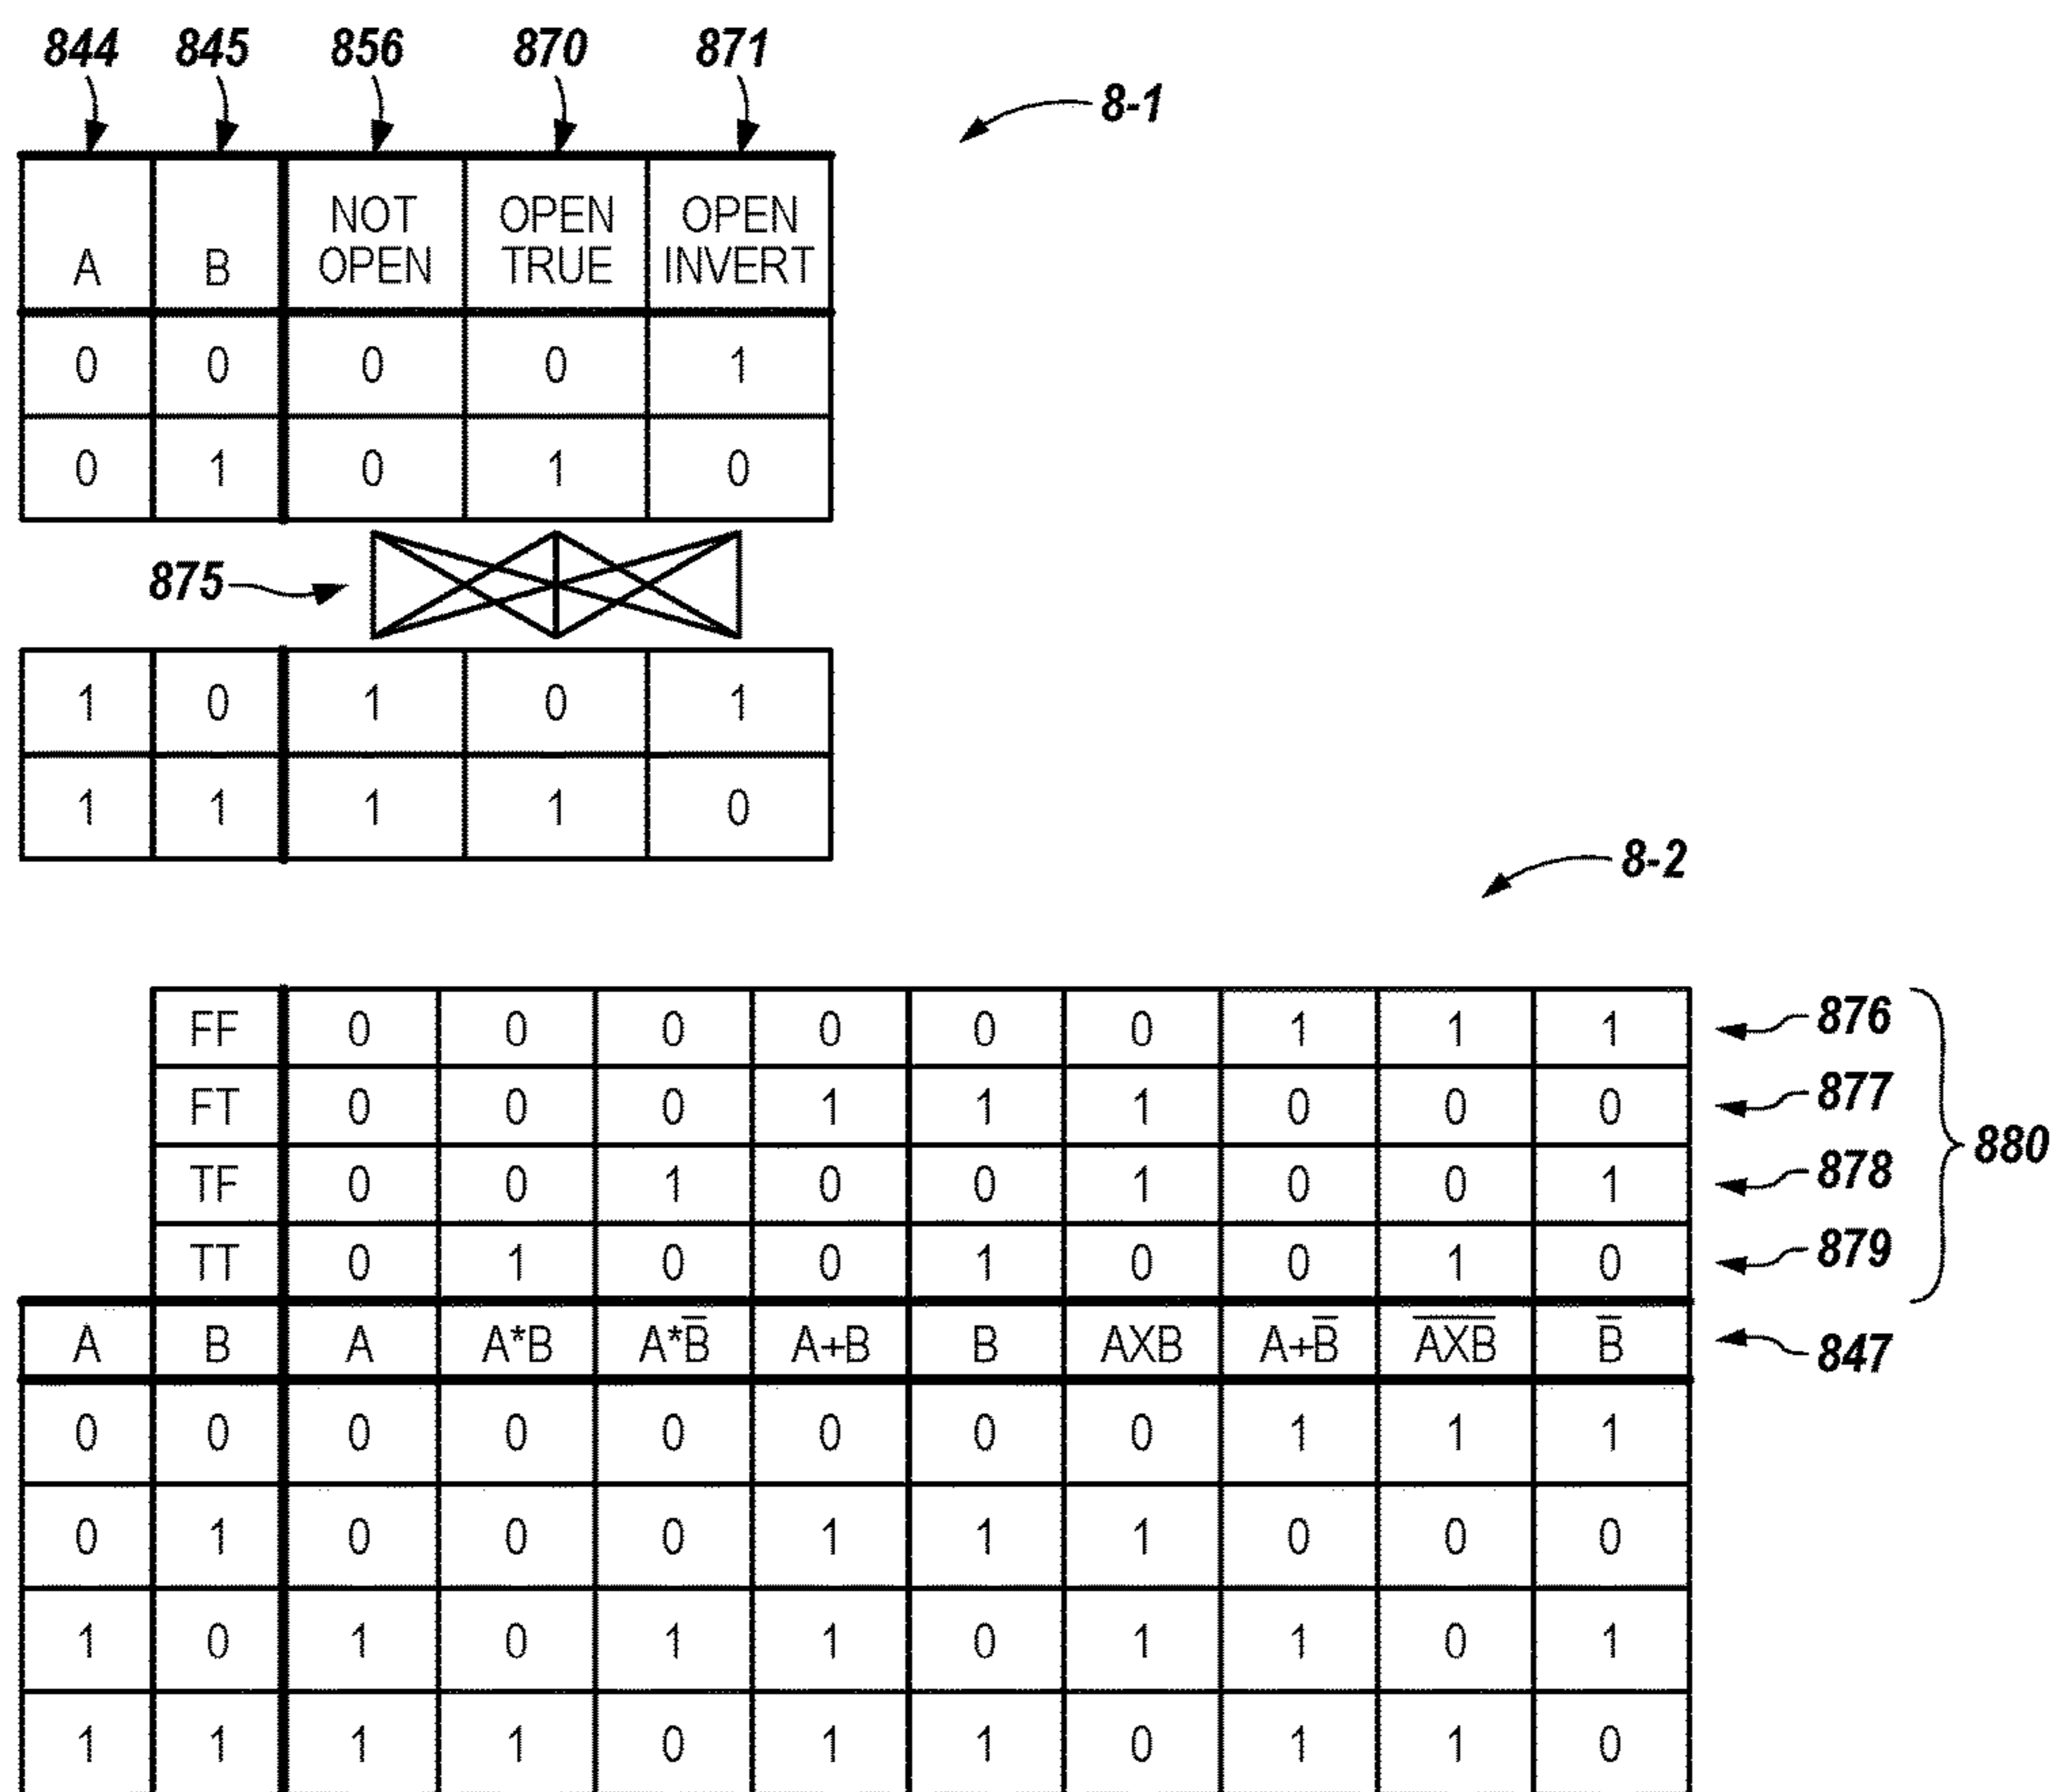 844 845 856 870 871
8-1
A B NOT OPEN OPEN TRUE OPEN INVERT
0 0 0 0 1
0 1 0 1 0
875
1 0 1 0 1
1 1 1 1 0
8-2
FF 0 0 0 0 0 0 1 1 1 876
FT 0 0 0 1 1 1 0 0 0 877
880
TF 0 0 1 0 0 1 0 0 1 878
TT 0 1 0 0 1 0 0 1 0 879
A B A A*B A*B̅ A+B B AXB A+B̅ A̅X̅B̅ B̅ 847
0 0 0 0 0 0 0 0 1 1 1
0 1 0 0 0 1 1 1 0 0 0
1 0 1 0 1 1 0 1 1 0 1
1 1 1 1 0 1 1 0 1 1 0